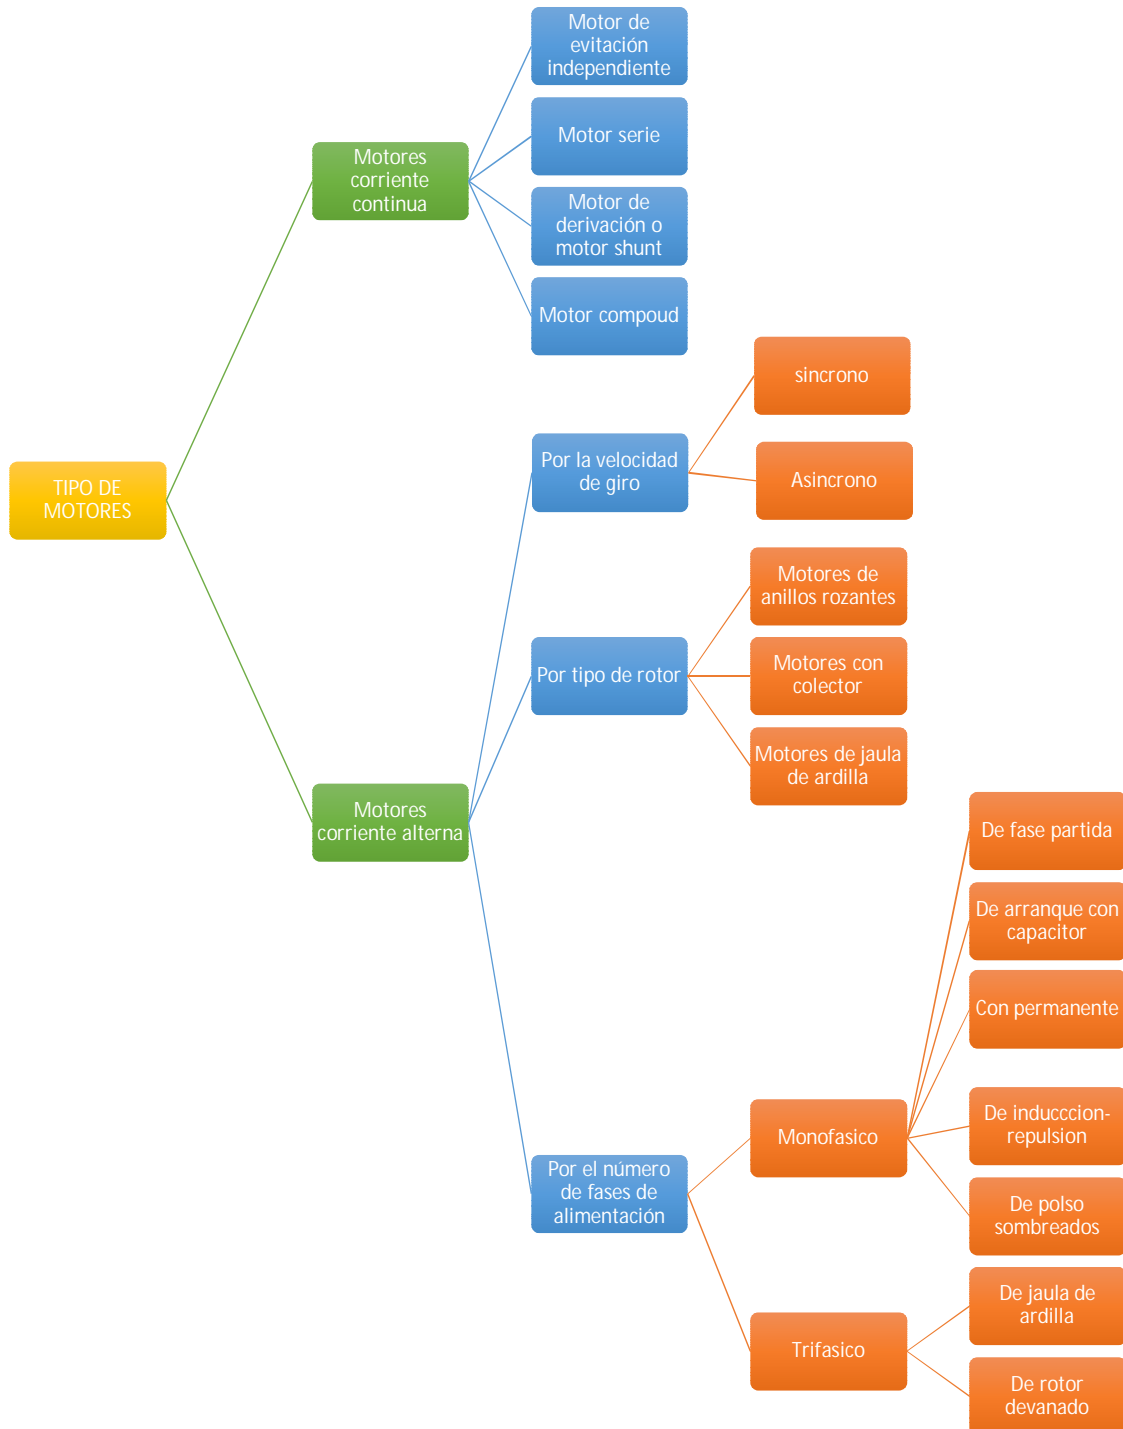 Motor de
evitación
independiente
Motor serie
Motores
corriente
continua
Motor de
derivación o
motor shunt
Motor compoud
sincrono
Por la velocidad
de giro
Asincrono
TIPO DE
MOTORES
Motores de
anillos rozantes
Por tipo de rotor
Motores con
colector
Motores de jaula
de ardilla
Motores
corriente alterna
De fase partida
De arranque con
capacitor
Con permanente
Monofasico
De inducccion-
repulsion
Por el número
de fases de
alimentación
De polso
sombreados
De jaula de
ardilla
Trifasico
De rotor
devanado